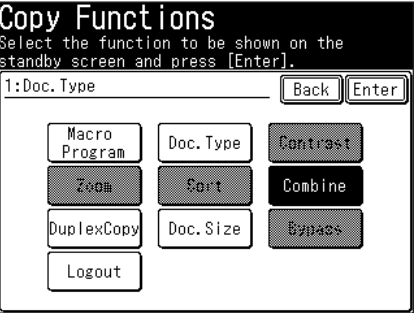 Copy Functions
Select the function to be shown on the
standby screen and press [Enter].
1:Doc.Type
Back Enter
Macro
Program
Doc.Type
Contrast
Zoom
Sort
Combine
DuplexCopy
Doc.Size
Bypass
Logout